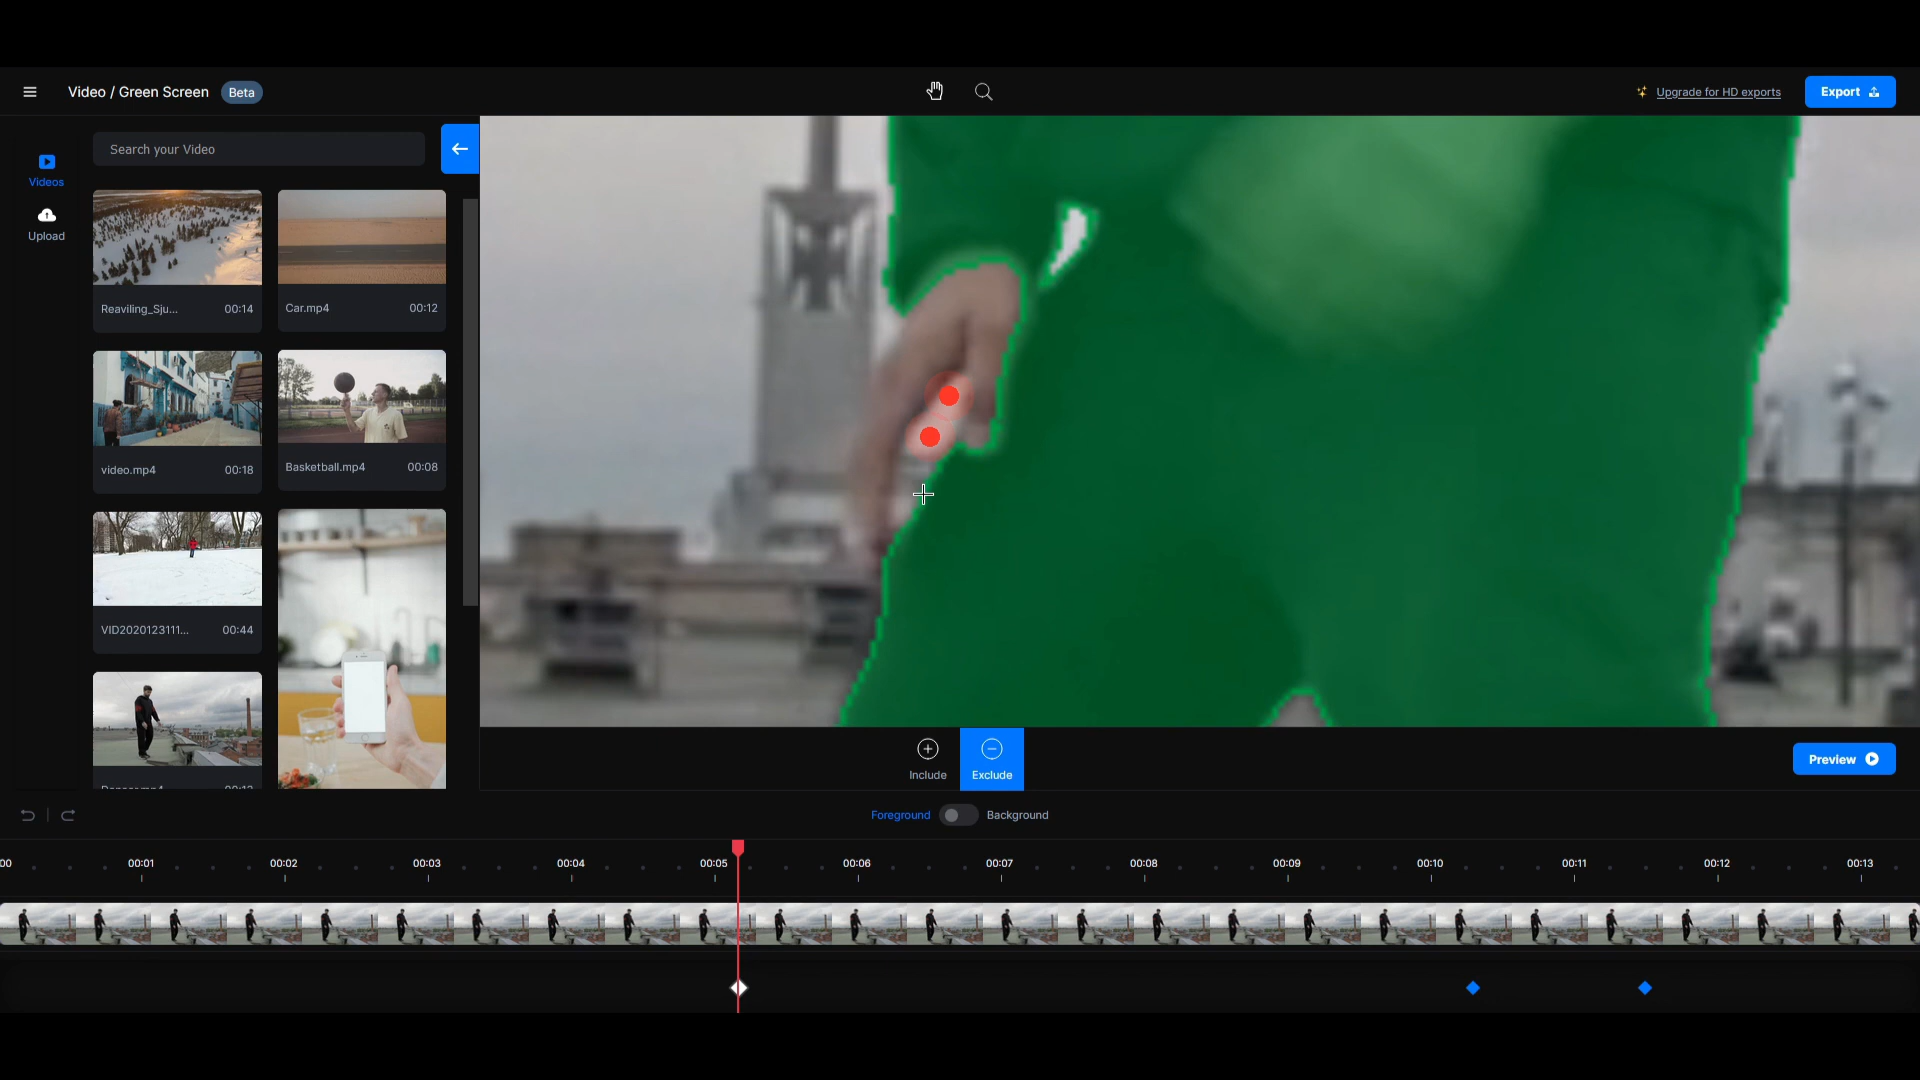 Video / Green Screen Beta
Upgrade for HD exports
Export
Search your Video
Videos
Upload
Reaviling_Sju... 00:14
Car.mp4 00:12
video.mp4 00:18
Basketball.mp4 00:08
VID2020123111... 00:44
Include
Exclude
Preview
Foreground
Background
00 00:01 00:02 00:03 00:04 00:05 00:06 00:07 00:08 00:09 00:10 00:11 00:12 00:13